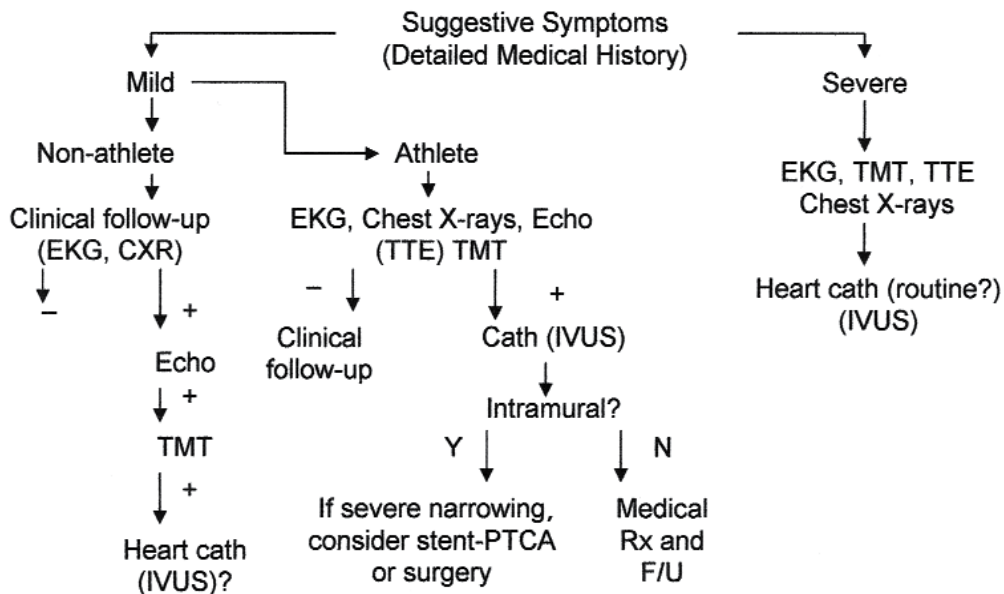 Suggestive Symptoms
(Detailed Medical History)
Mild
Severe
Non-athlete
Athlete
EKG, TMT, TTE
Chest X-rays
Clinical follow-up
(EKG, CXR)
EKG, Chest X-rays, Echo
(TTE) TMT
Heart cath (routine?)
(IVUS)
–
+
–
+
Echo
Clinical
follow-up
Cath (IVUS)
+
Intramural?
TMT
Y
N
+
If severe narrowing,
consider stent-PTCA
or surgery
Medical
Rx and
F/U
Heart cath
(IVUS)?